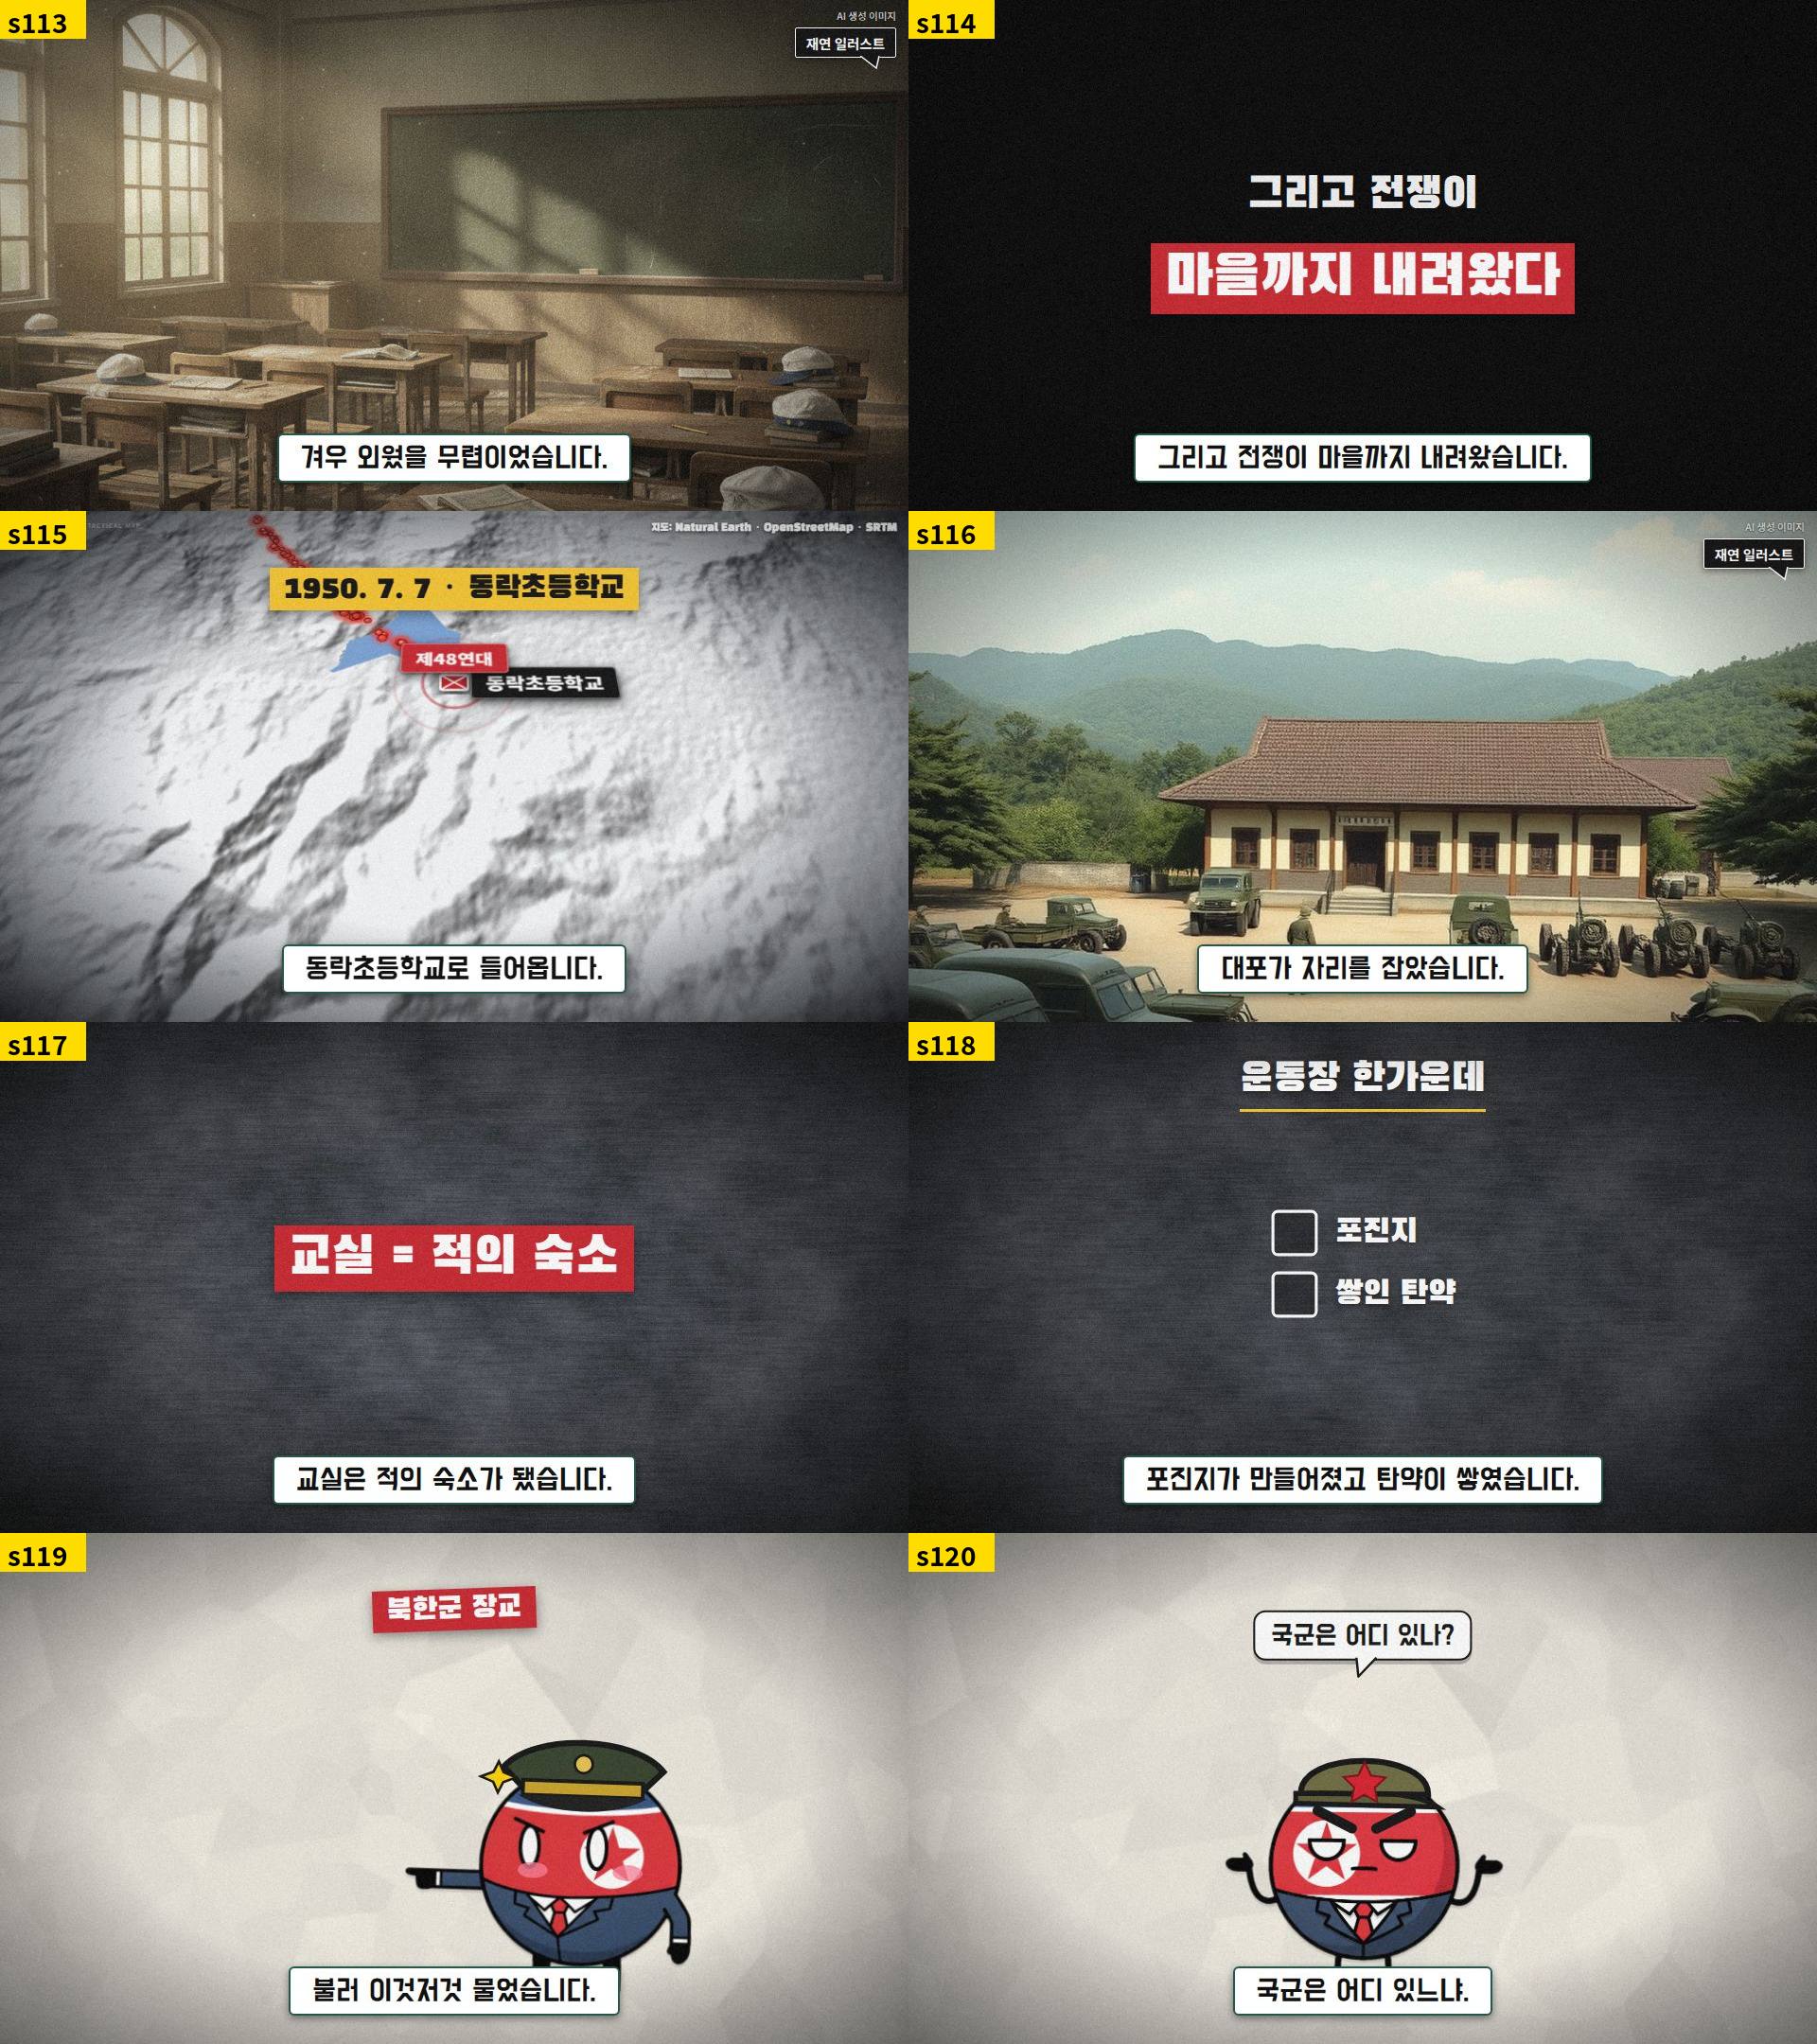 s113
AI 생성 이미지
재연 일러스트
겨우 외웠을 무렵이었습니다.
s114
그리고 전쟁이
마을까지 내려왔다
그리고 전쟁이 마을까지 내려왔습니다.
s115
TACTICAL MAP
지도: Natural Earth · OpenStreetMap · SRTM
1950. 7. 7 · 동락초등학교
제48연대
동락초등학교
동락초등학교로 들어옵니다.
s116
AI 생성 이미지
재연 일러스트
대포가 자리를 잡았습니다.
s117
교실 = 적의 숙소
교실은 적의 숙소가 됐습니다.
s118
운동장 한가운데
포진지
쌓인 탄약
포진지가 만들어졌고 탄약이 쌓였습니다.
s119
북한군 장교
불러 이것저것 물었습니다.
s120
국군은 어디 있나?
국군은 어디 있느냐.